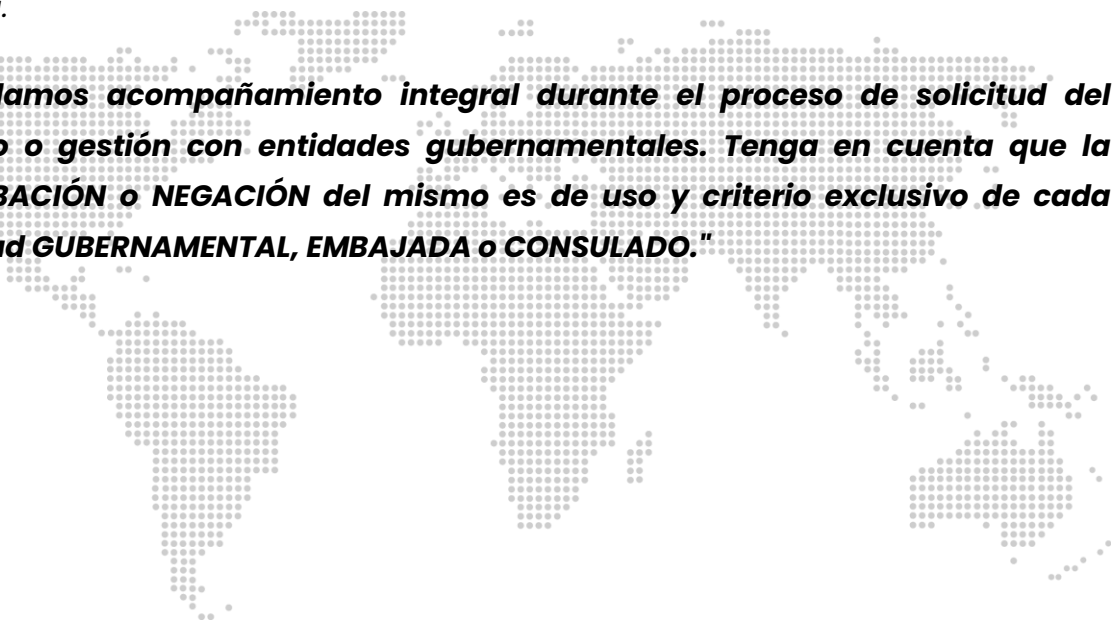 .
lamos acompañamiento integral durante el proceso de solicitud del
o o gestión con entidades gubernamentales. Tenga en cuenta que la
BACIÓN o NEGACIÓN del mismo es de uso y criterio exclusivo de cada
ad GUBERNAMENTAL, EMBAJADA o CONSULADO."